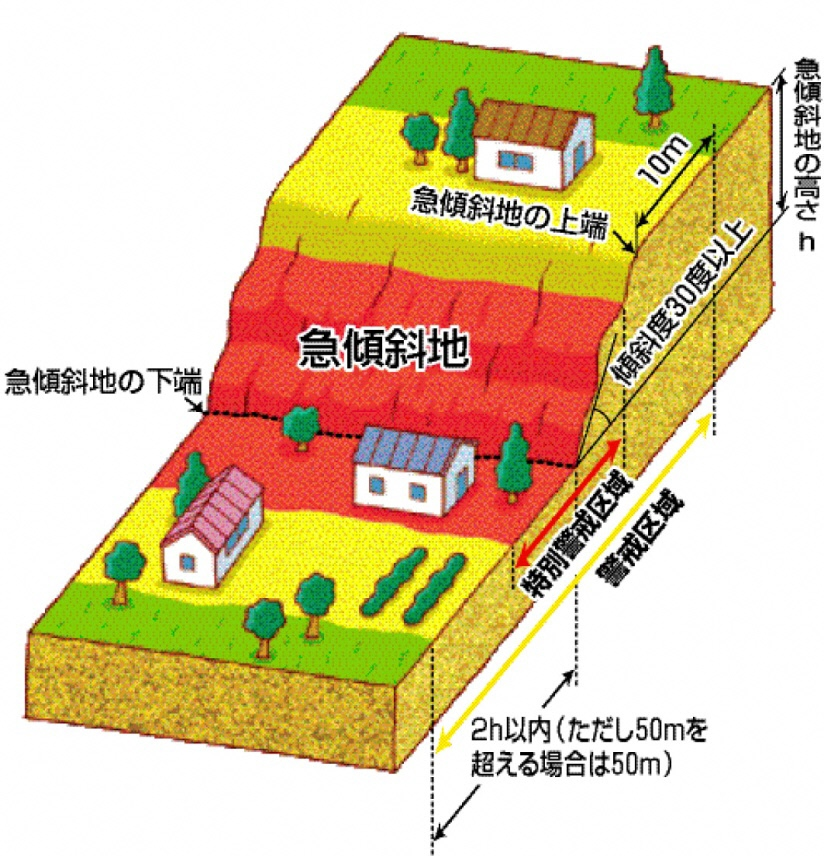 急傾斜地の高さ
h
10m
急傾斜地の上端
傾斜度30度以上
急傾斜地
急傾斜地の下端
特別警戒区域
警戒区域
2h以内(ただし50mを
超える場合は50m)